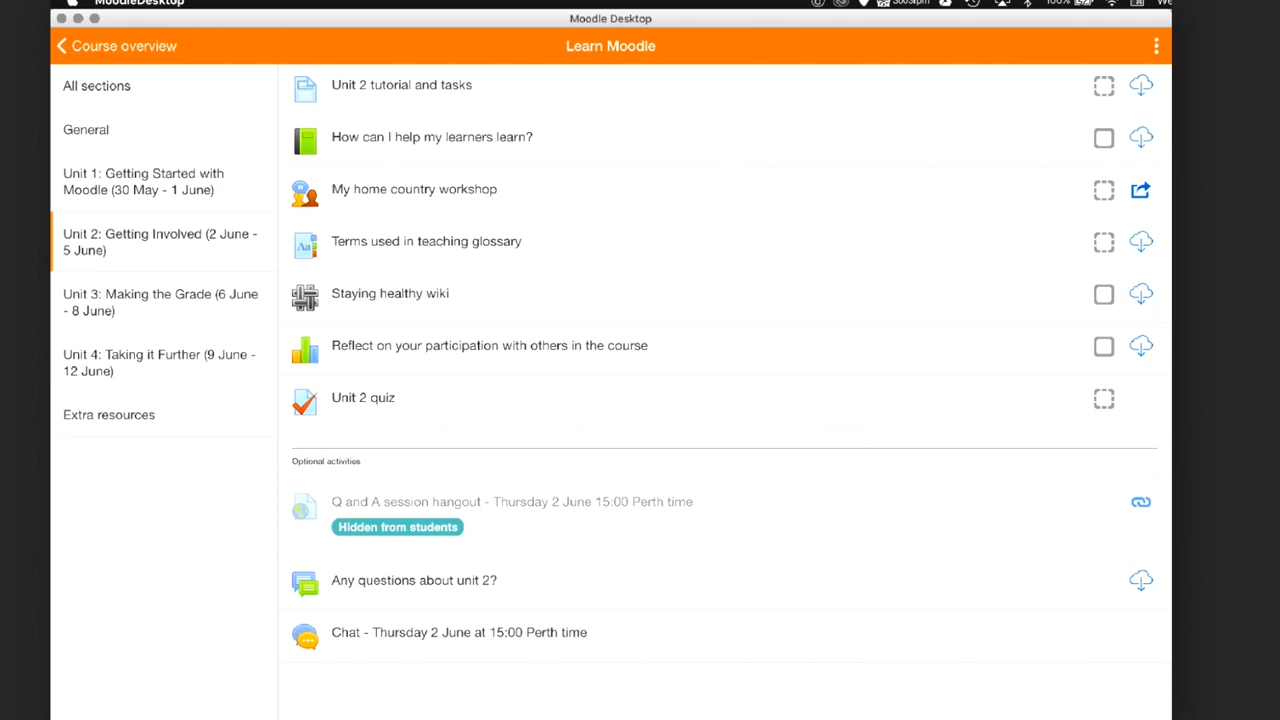 MoodleDesktop
100%
Moodle Desktop
Course overview
Learn Moodle
All sections
General
Unit 1: Getting Started with
Moodle (30 May - 1 June)
Unit 2: Getting Involved (2 June -
5 June)
Unit 3: Making the Grade (6 June
- 8 June)
Unit 4: Taking it Further (9 June -
12 June)
Extra resources
Unit 2 tutorial and tasks
How can I help my learners learn?
My home country workshop
Aa
Terms used in teaching glossary
Staying healthy wiki
Reflect on your participation with others in the course
Unit 2 quiz
Optional activities
Q and A session hangout - Thursday 2 June 15:00 Perth time
Hidden from students
Any questions about unit 2?
Chat - Thursday 2 June at 15:00 Perth time